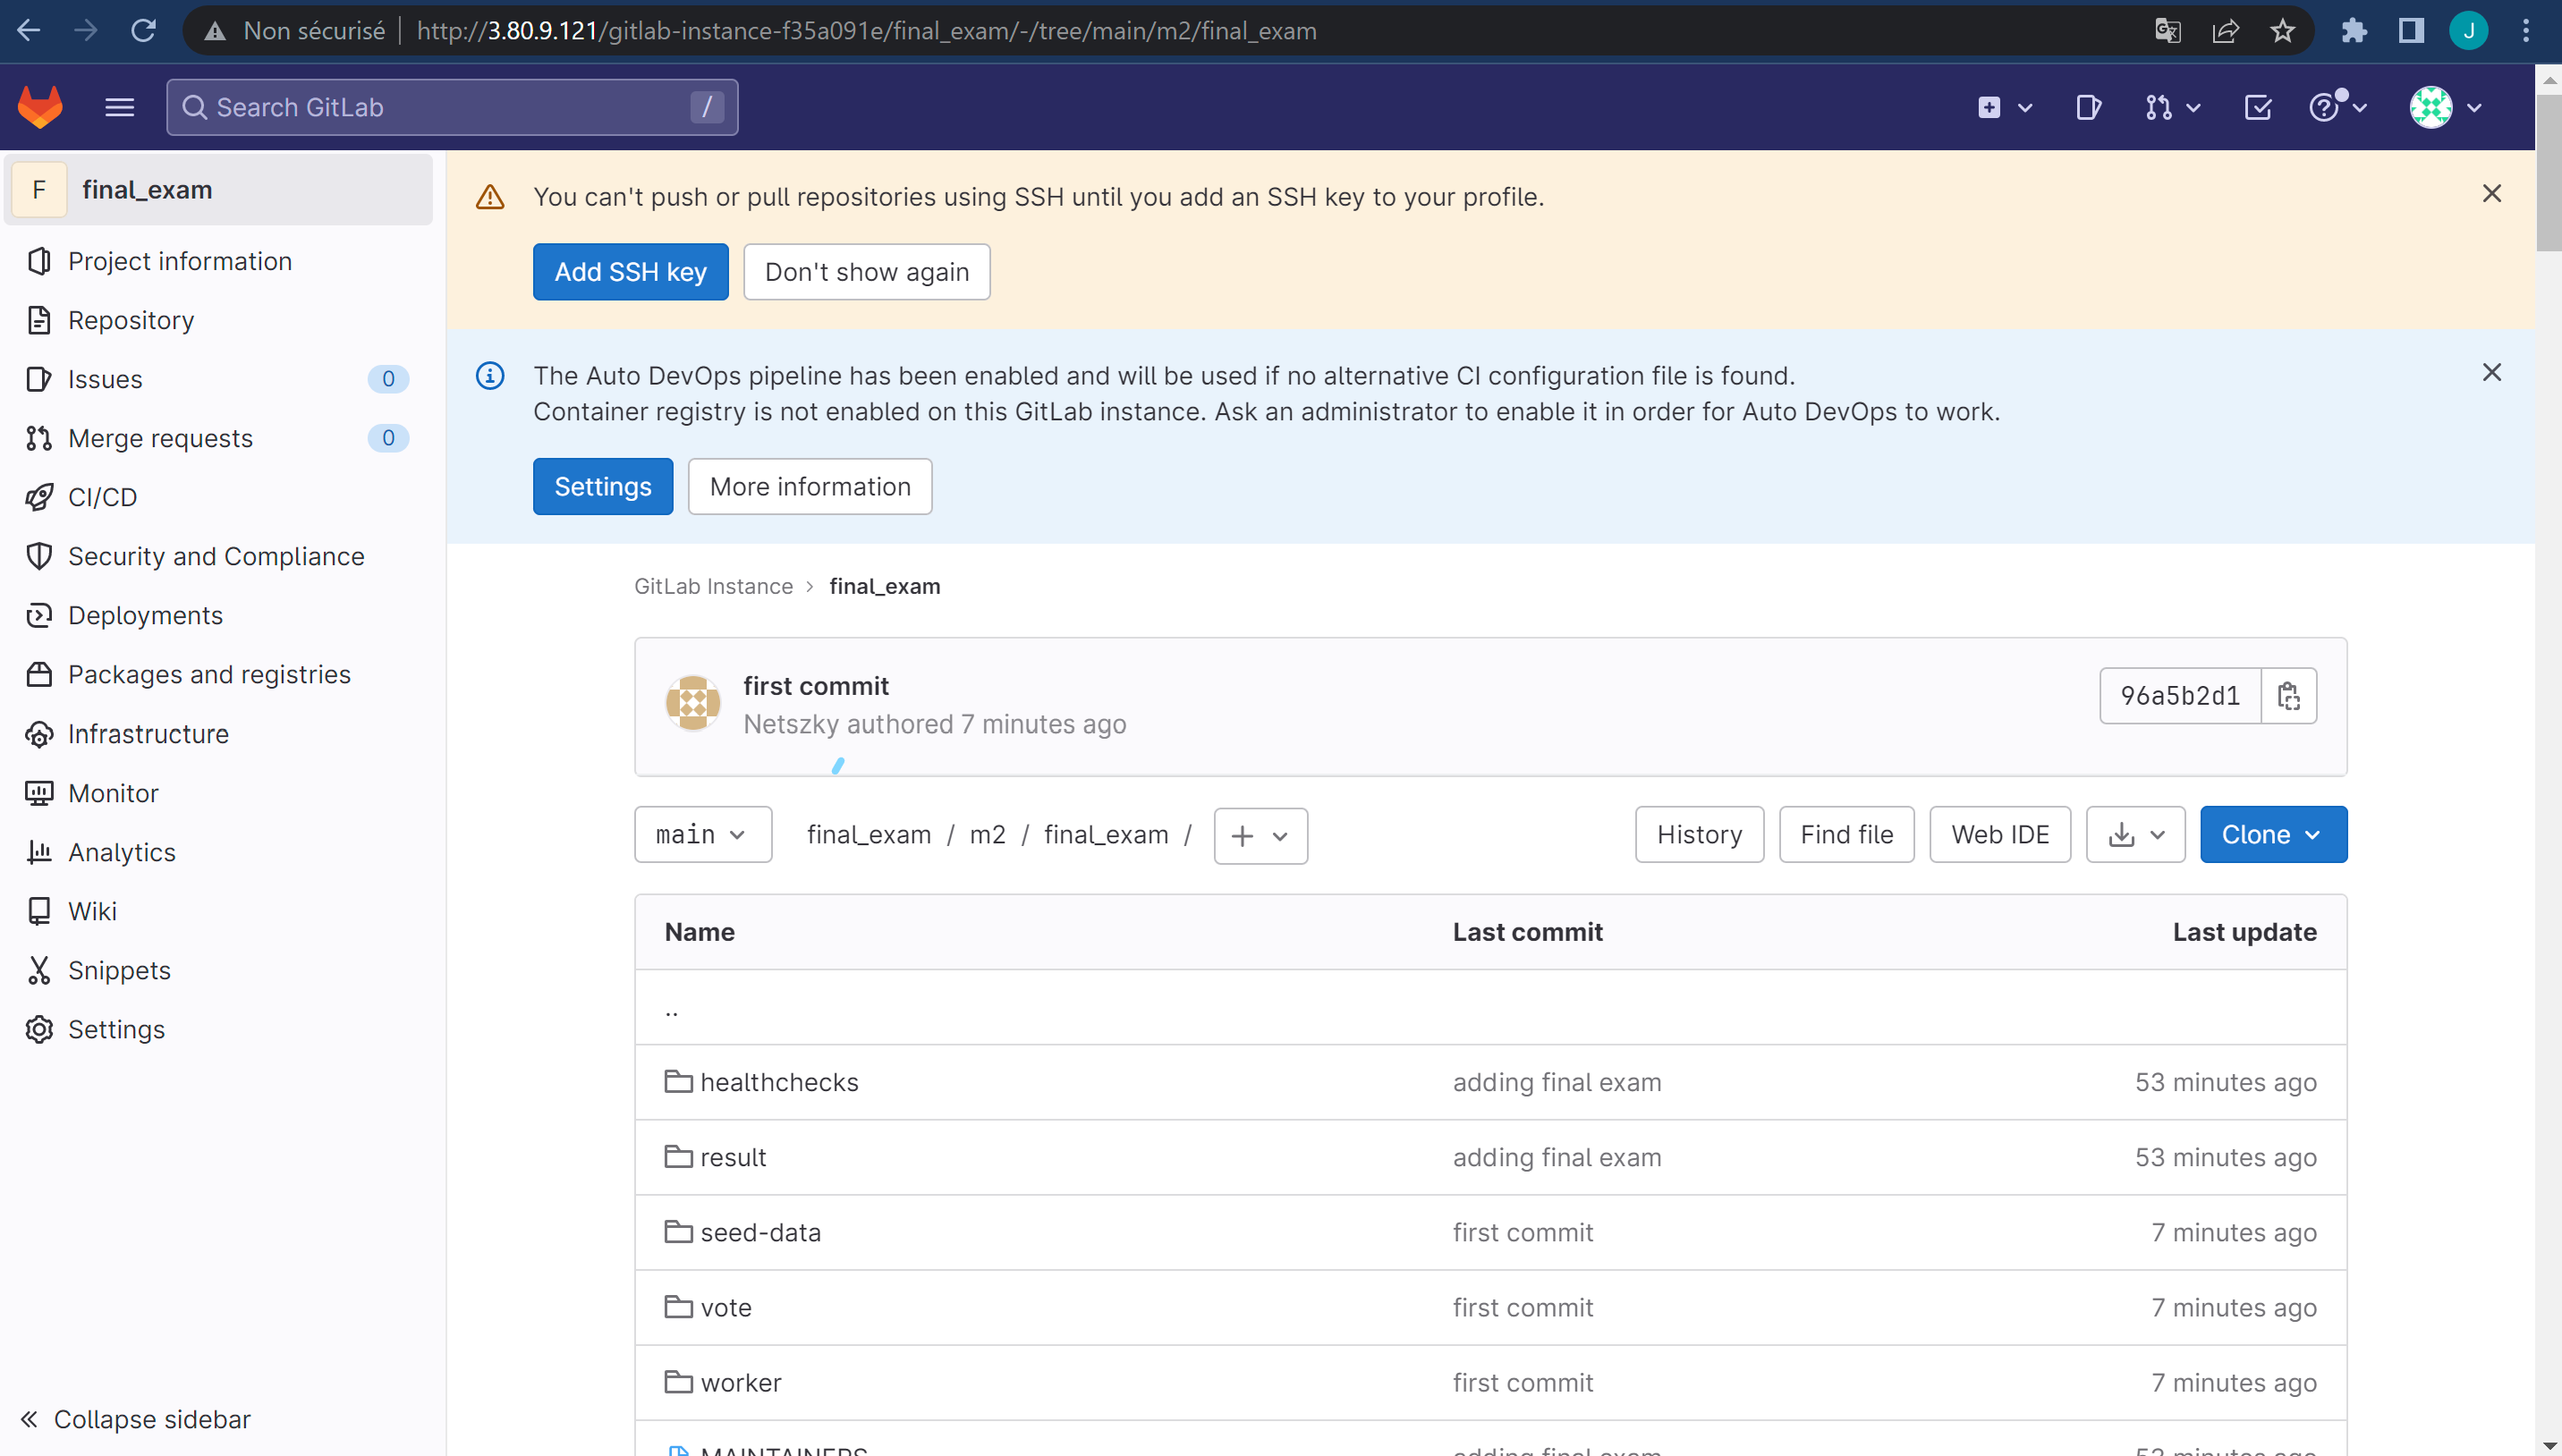 Non sécurisé http://3.80.9.121/gitlab-instance-f35a091e/final_exam/-/tree/main/m2/final_exam J
Search GitLab /
F final_exam
Project information
Repository
Issues 0
Merge requests 0
CI/CD
Security and Compliance
Deployments
Packages and registries
Infrastructure
Monitor
Analytics
Wiki
Snippets
Settings
Collapse sidebar
You can't push or pull repositories using SSH until you add an SSH key to your profile.
Add SSH key Don't show again
The Auto DevOps pipeline has been enabled and will be used if no alternative CI configuration file is found.
Container registry is not enabled on this GitLab instance. Ask an administrator to enable it in order for Auto DevOps to work.
Settings More information
GitLab Instance > final_exam
first commit
Netszky authored 7 minutes ago
96a5b2d1
main final_exam / m2 / final_exam / + History Find file Web IDE Clone
Name Last commit Last update
..
healthchecks adding final exam 53 minutes ago
result adding final exam 53 minutes ago
seed-data first commit 7 minutes ago
vote first commit 7 minutes ago
worker first commit 7 minutes ago
MAINTAINERS adding final exam 53 minutes ago